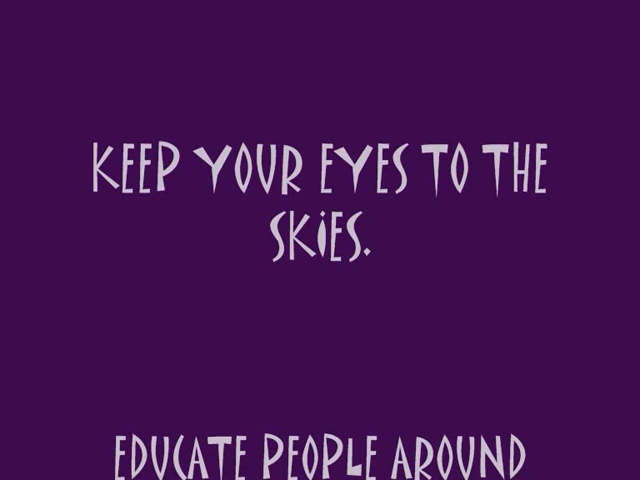 KEEP YOUR EYES TO THE
SKiES.
EDUCATE PEOPLE AROUND